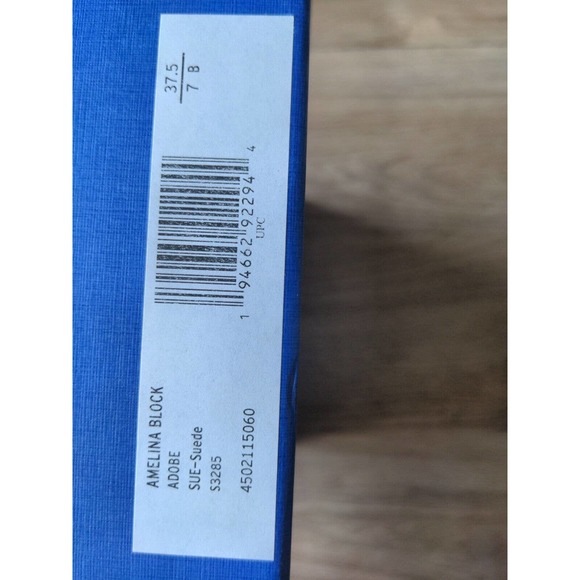 AMELINA BLOCK
ADOBE
SUE-Suede
S3285
4502115060
1 94662 92294 4
UPC
37.5
7 B